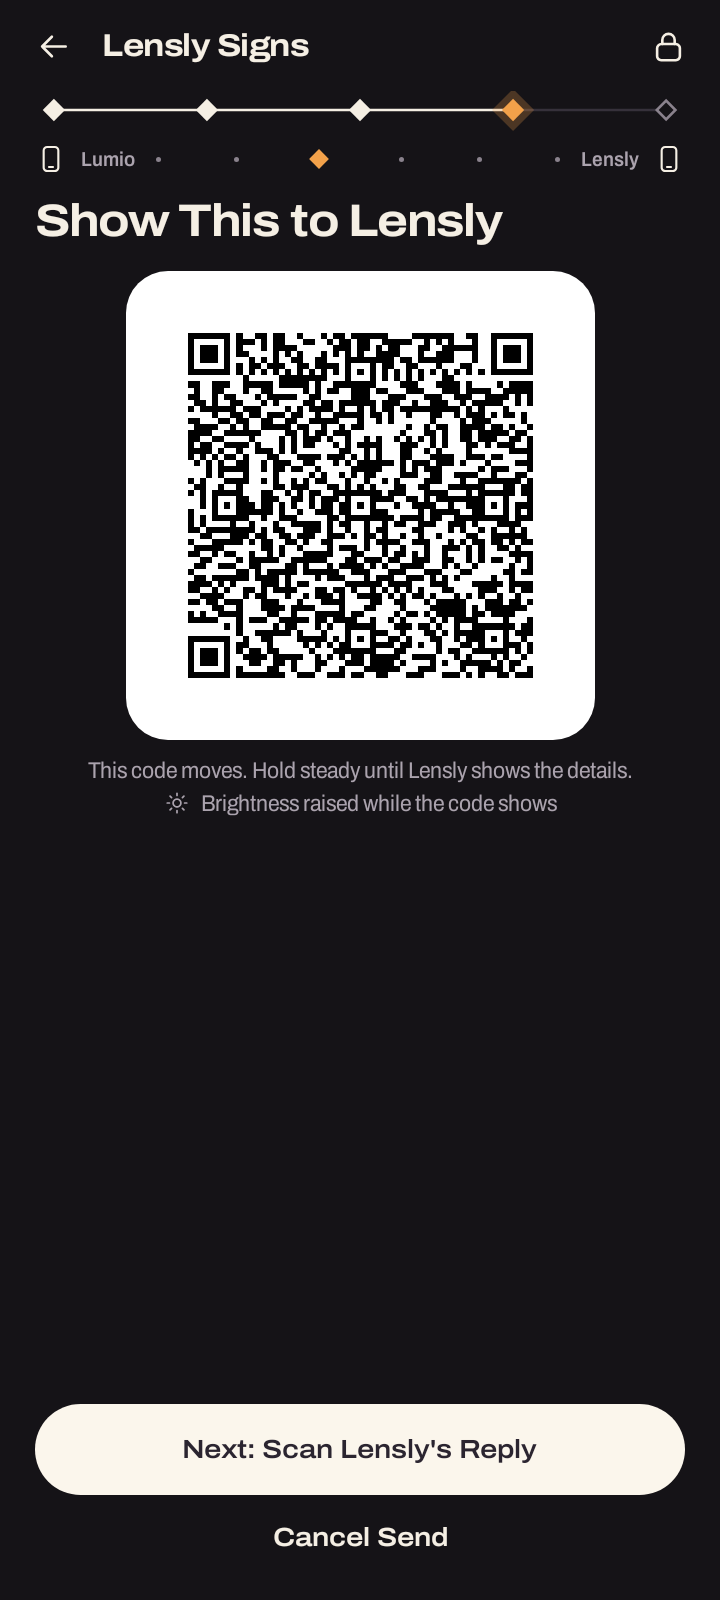 Lensly Signs
Lumio
Lensly
Show This to Lensly
This code moves. Hold steady until Lensly shows the details.
Brightness raised while the code shows
Next: Scan Lensly's Reply
Cancel Send